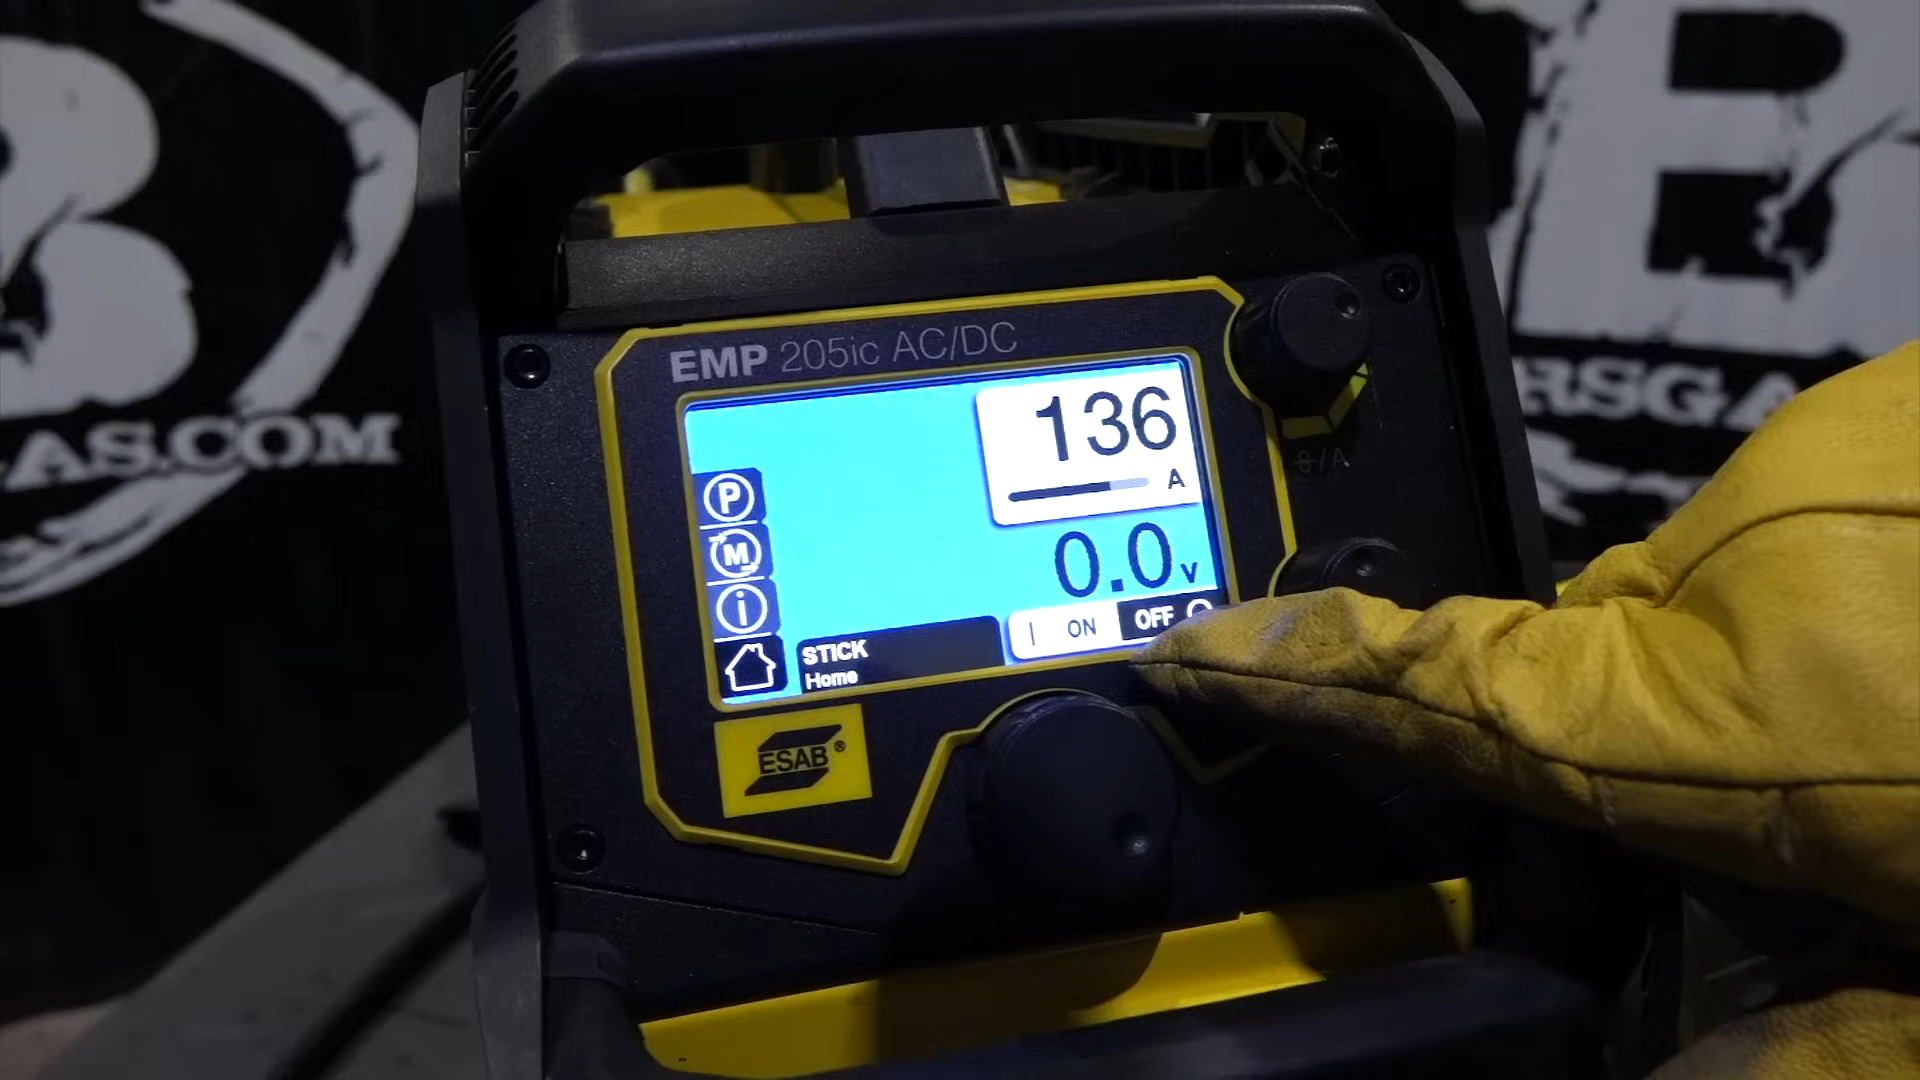 B
AS.COM
B
RSGA
EMP 205ic AC/DC
136
A
0.0 V
ON OFF
P
M
i
STICK
Home
ESAB®
/A